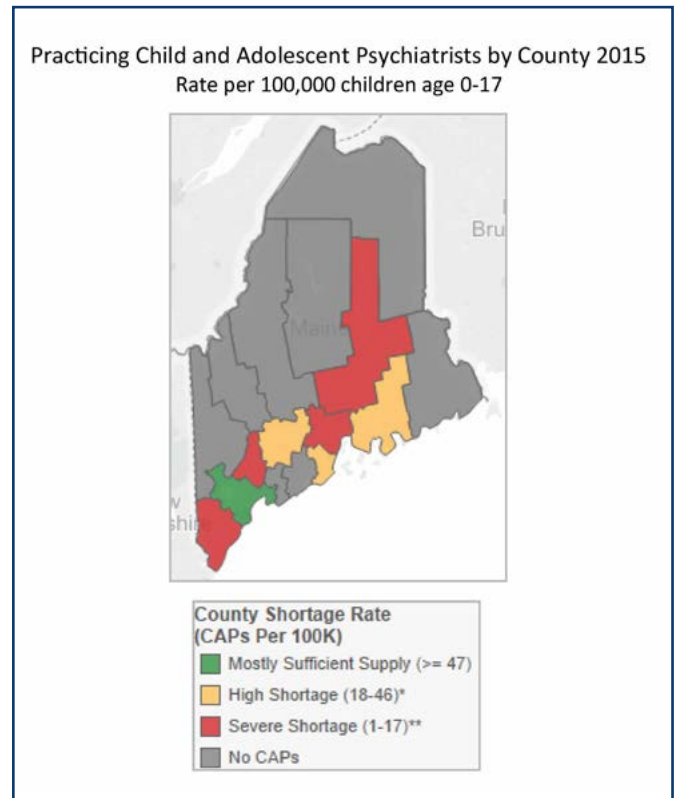 Practicing Child and Adolescent Psychiatrists by County 2015
Rate per 100,000 children age 0-17
Bru
Maine
w
shire
County Shortage Rate
(CAPs Per 100K)
Mostly Sufficient Supply (>= 47)
High Shortage (18-46)*
Severe Shortage (1-17)**
No CAPs